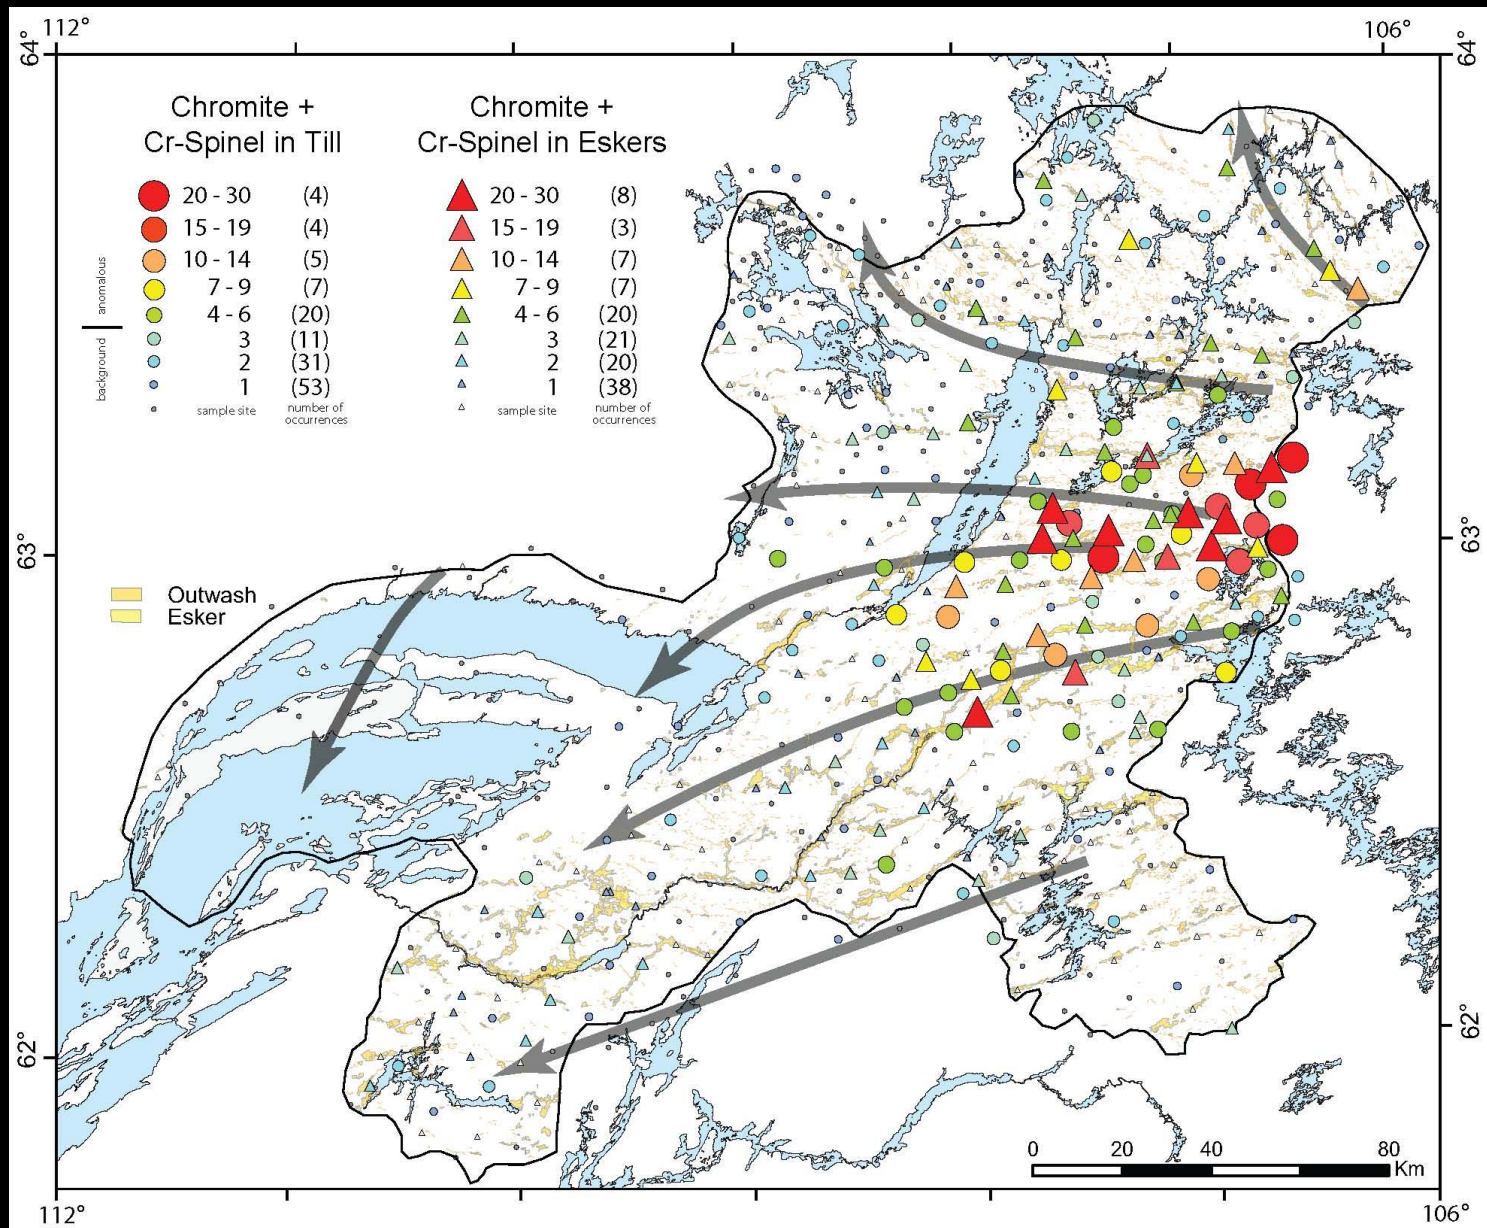 112°
106°
64°
64°
Chromite +
Cr-Spinel in Till
20 - 30 (4)
15 - 19 (4)
10 - 14 (5)
7 - 9 (7)
4 - 6 (20)
3 (11)
2 (31)
1 (53)
sample site
number of
occurrences
anomalous
background
Chromite +
Cr-Spinel in Eskers
20 - 30 (8)
15 - 19 (3)
10 - 14 (7)
7 - 9 (7)
4 - 6 (20)
3 (21)
2 (20)
1 (38)
sample site
number of
occurrences
63°
63°
Outwash
Esker
62°
62°
0 20 40 80
Km
112°
106°